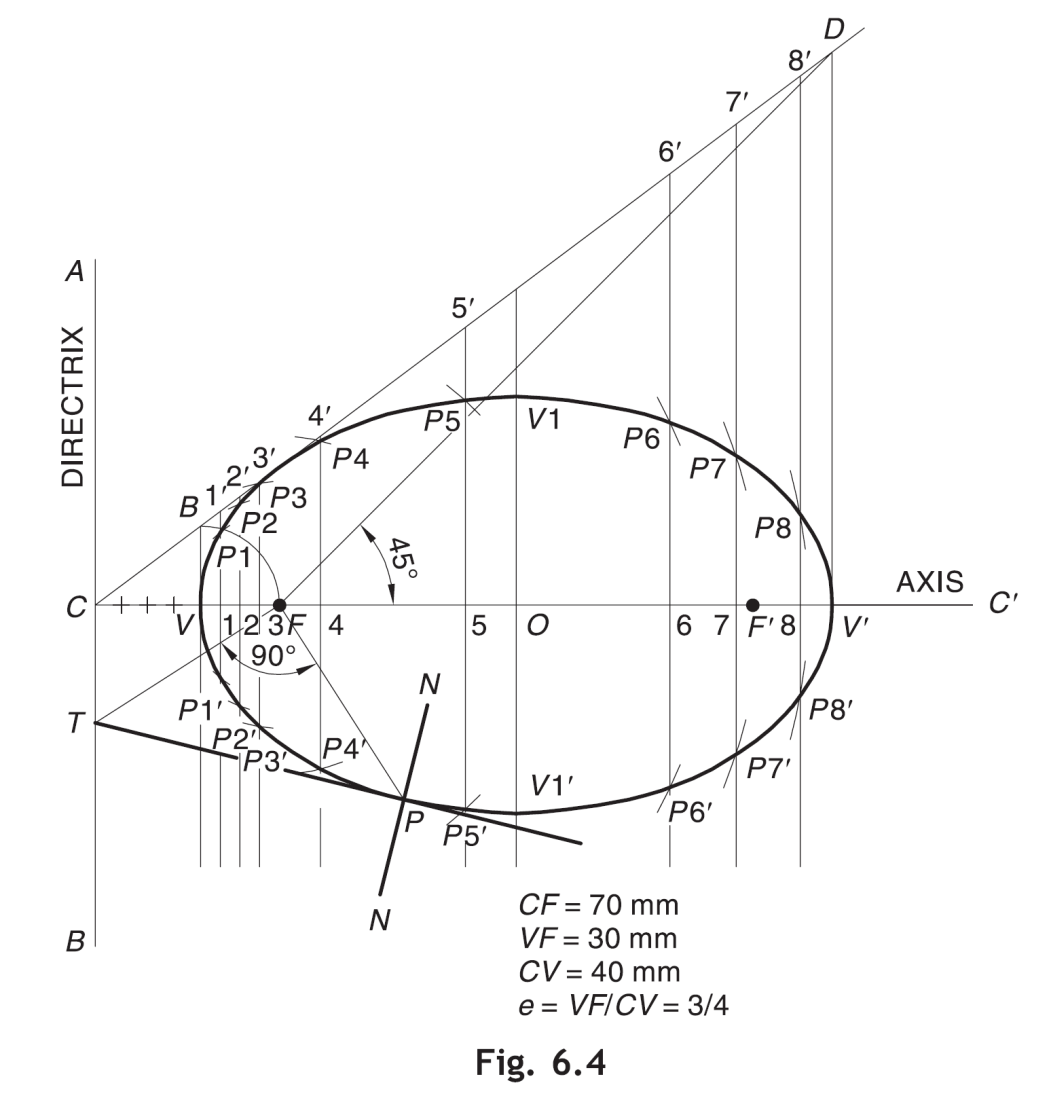 D
8′
7′
6′
A
5′
DIRECTRIX
4′
P5
V1
P6
3′
P4
2′
P7
1′
P3
B
P2
P8
P1
45°
AXIS
C
C′
V
1
2
3
F
4
5
O
6
7
F′
8
V′
90°
N
P1′
P8′
T
P2′
P4′
P3′
P7′
V1′
P
P6′
P5′
N
B
CF = 70 mm
VF = 30 mm
CV = 40 mm
e = VF/CV = 3/4
Fig. 6.4